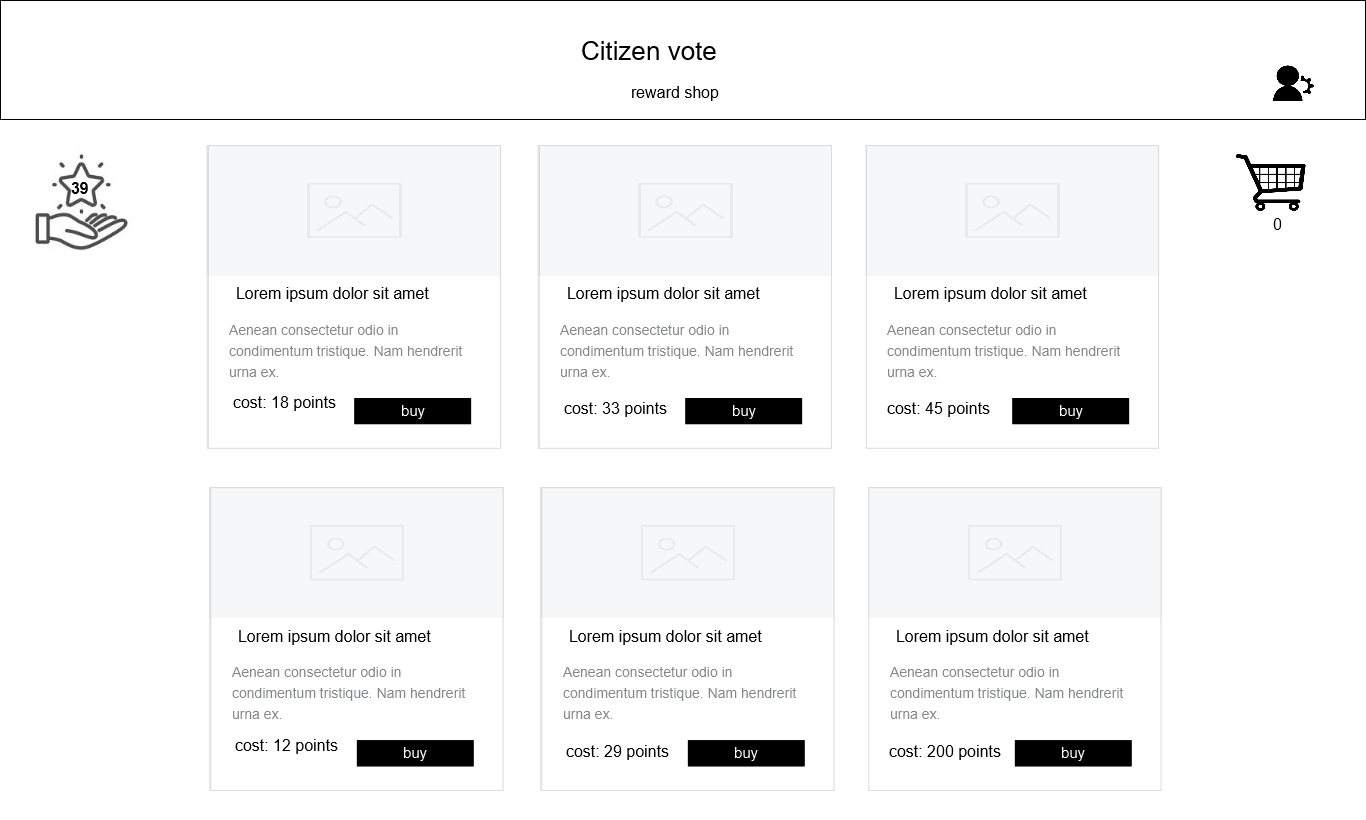 Citizen vote
reward shop
39
0
Lorem ipsum dolor sit amet
Aenean consectetur odio in
condimentum tristique. Nam hendrerit
urna ex.
cost: 18 points
buy
Lorem ipsum dolor sit amet
Aenean consectetur odio in
condimentum tristique. Nam hendrerit
urna ex.
cost: 33 points
buy
Lorem ipsum dolor sit amet
Aenean consectetur odio in
condimentum tristique. Nam hendrerit
urna ex.
cost: 45 points
buy
Lorem ipsum dolor sit amet
Aenean consectetur odio in
condimentum tristique. Nam hendrerit
urna ex.
cost: 12 points
buy
Lorem ipsum dolor sit amet
Aenean consectetur odio in
condimentum tristique. Nam hendrerit
urna ex.
cost: 29 points
buy
Lorem ipsum dolor sit amet
Aenean consectetur odio in
condimentum tristique. Nam hendrerit
urna ex.
cost: 200 points
buy